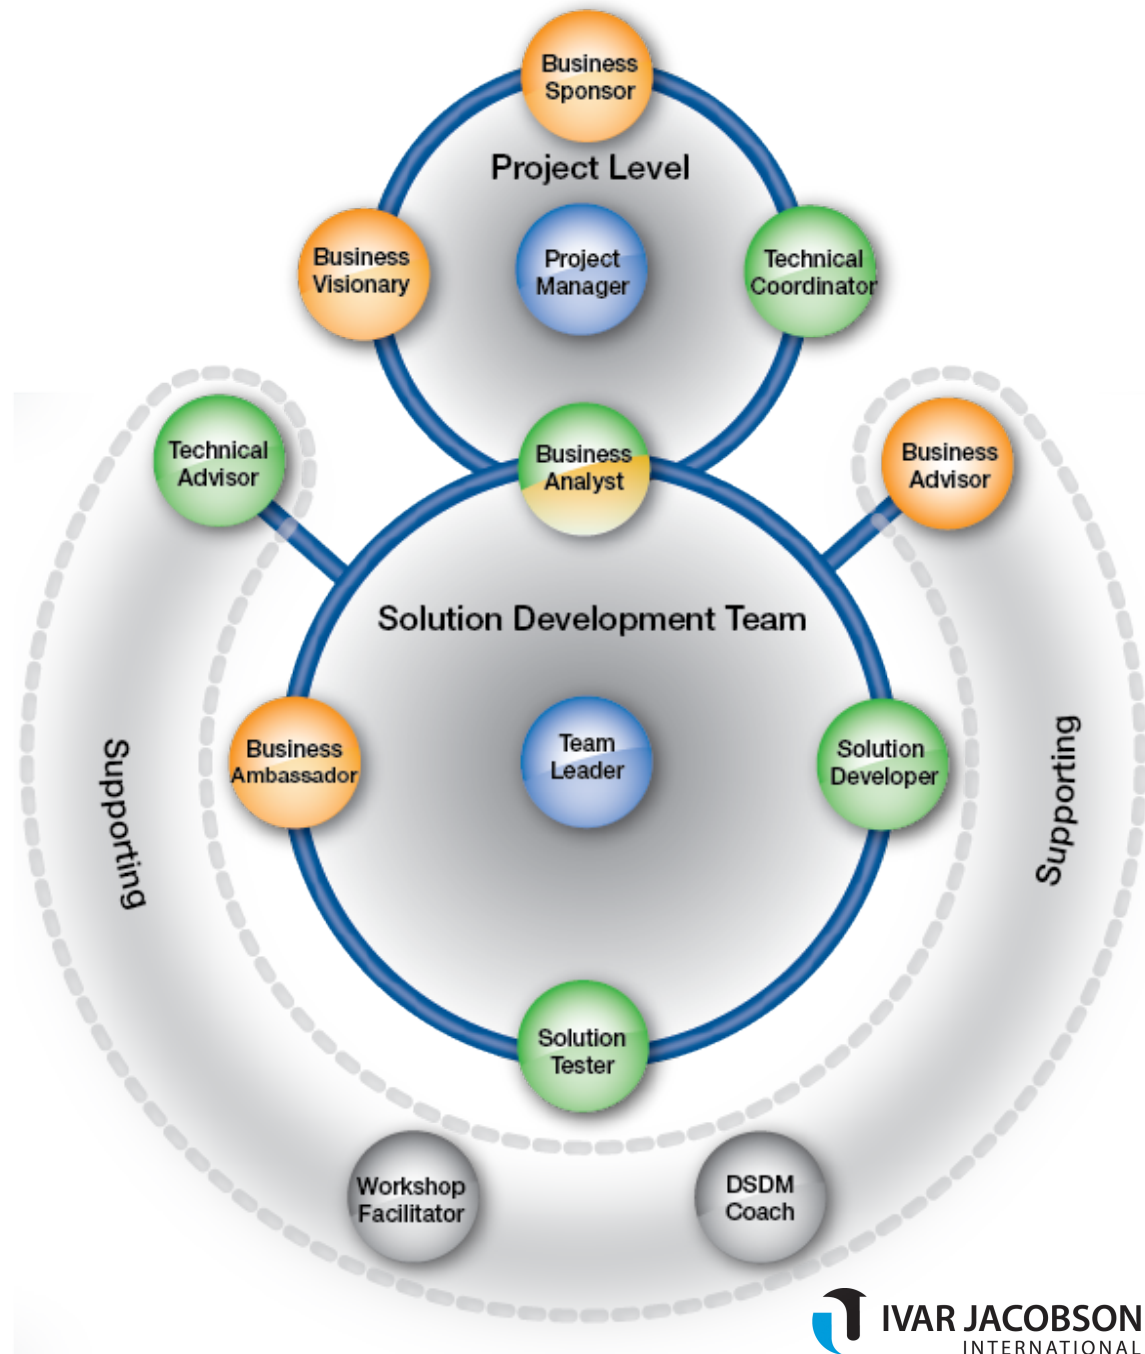 Business
Sponsor
Project Level
Business
Visionary
Project
Manager
Technical
Coordinator
Technical
Advisor
Business
Analyst
Business
Advisor
Solution Development Team
Business
Ambassador
Team
Leader
Solution
Developer
Supporting
Supporting
Solution
Tester
Workshop
Facilitator
DSDM
Coach
IVAR JACOBSON
INTERNATIONAL